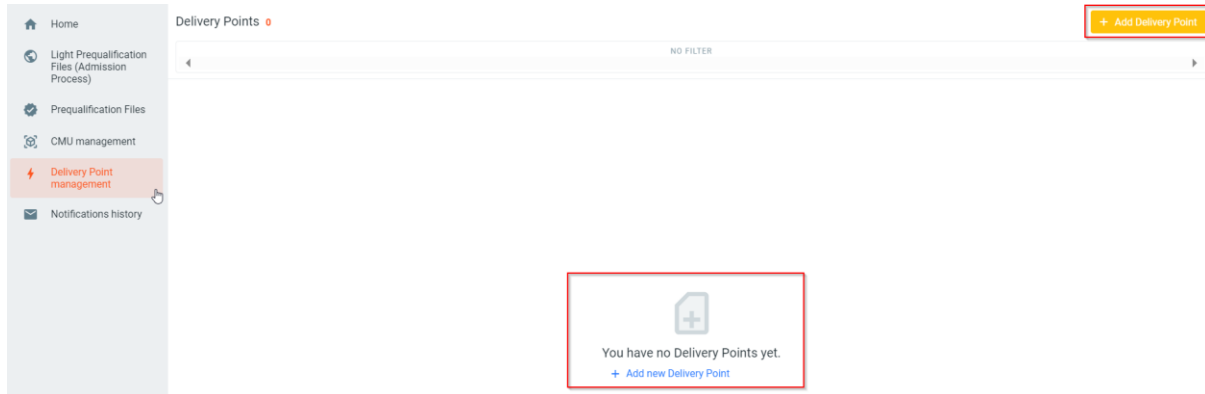 Home
Light Prequalification
Files (Admission
Process)
Prequalification Files
CMU management
Delivery Point
management
Notifications history
Delivery Points 0
+ Add Delivery Point
NO FILTER
You have no Delivery Points yet.
+ Add new Delivery Point